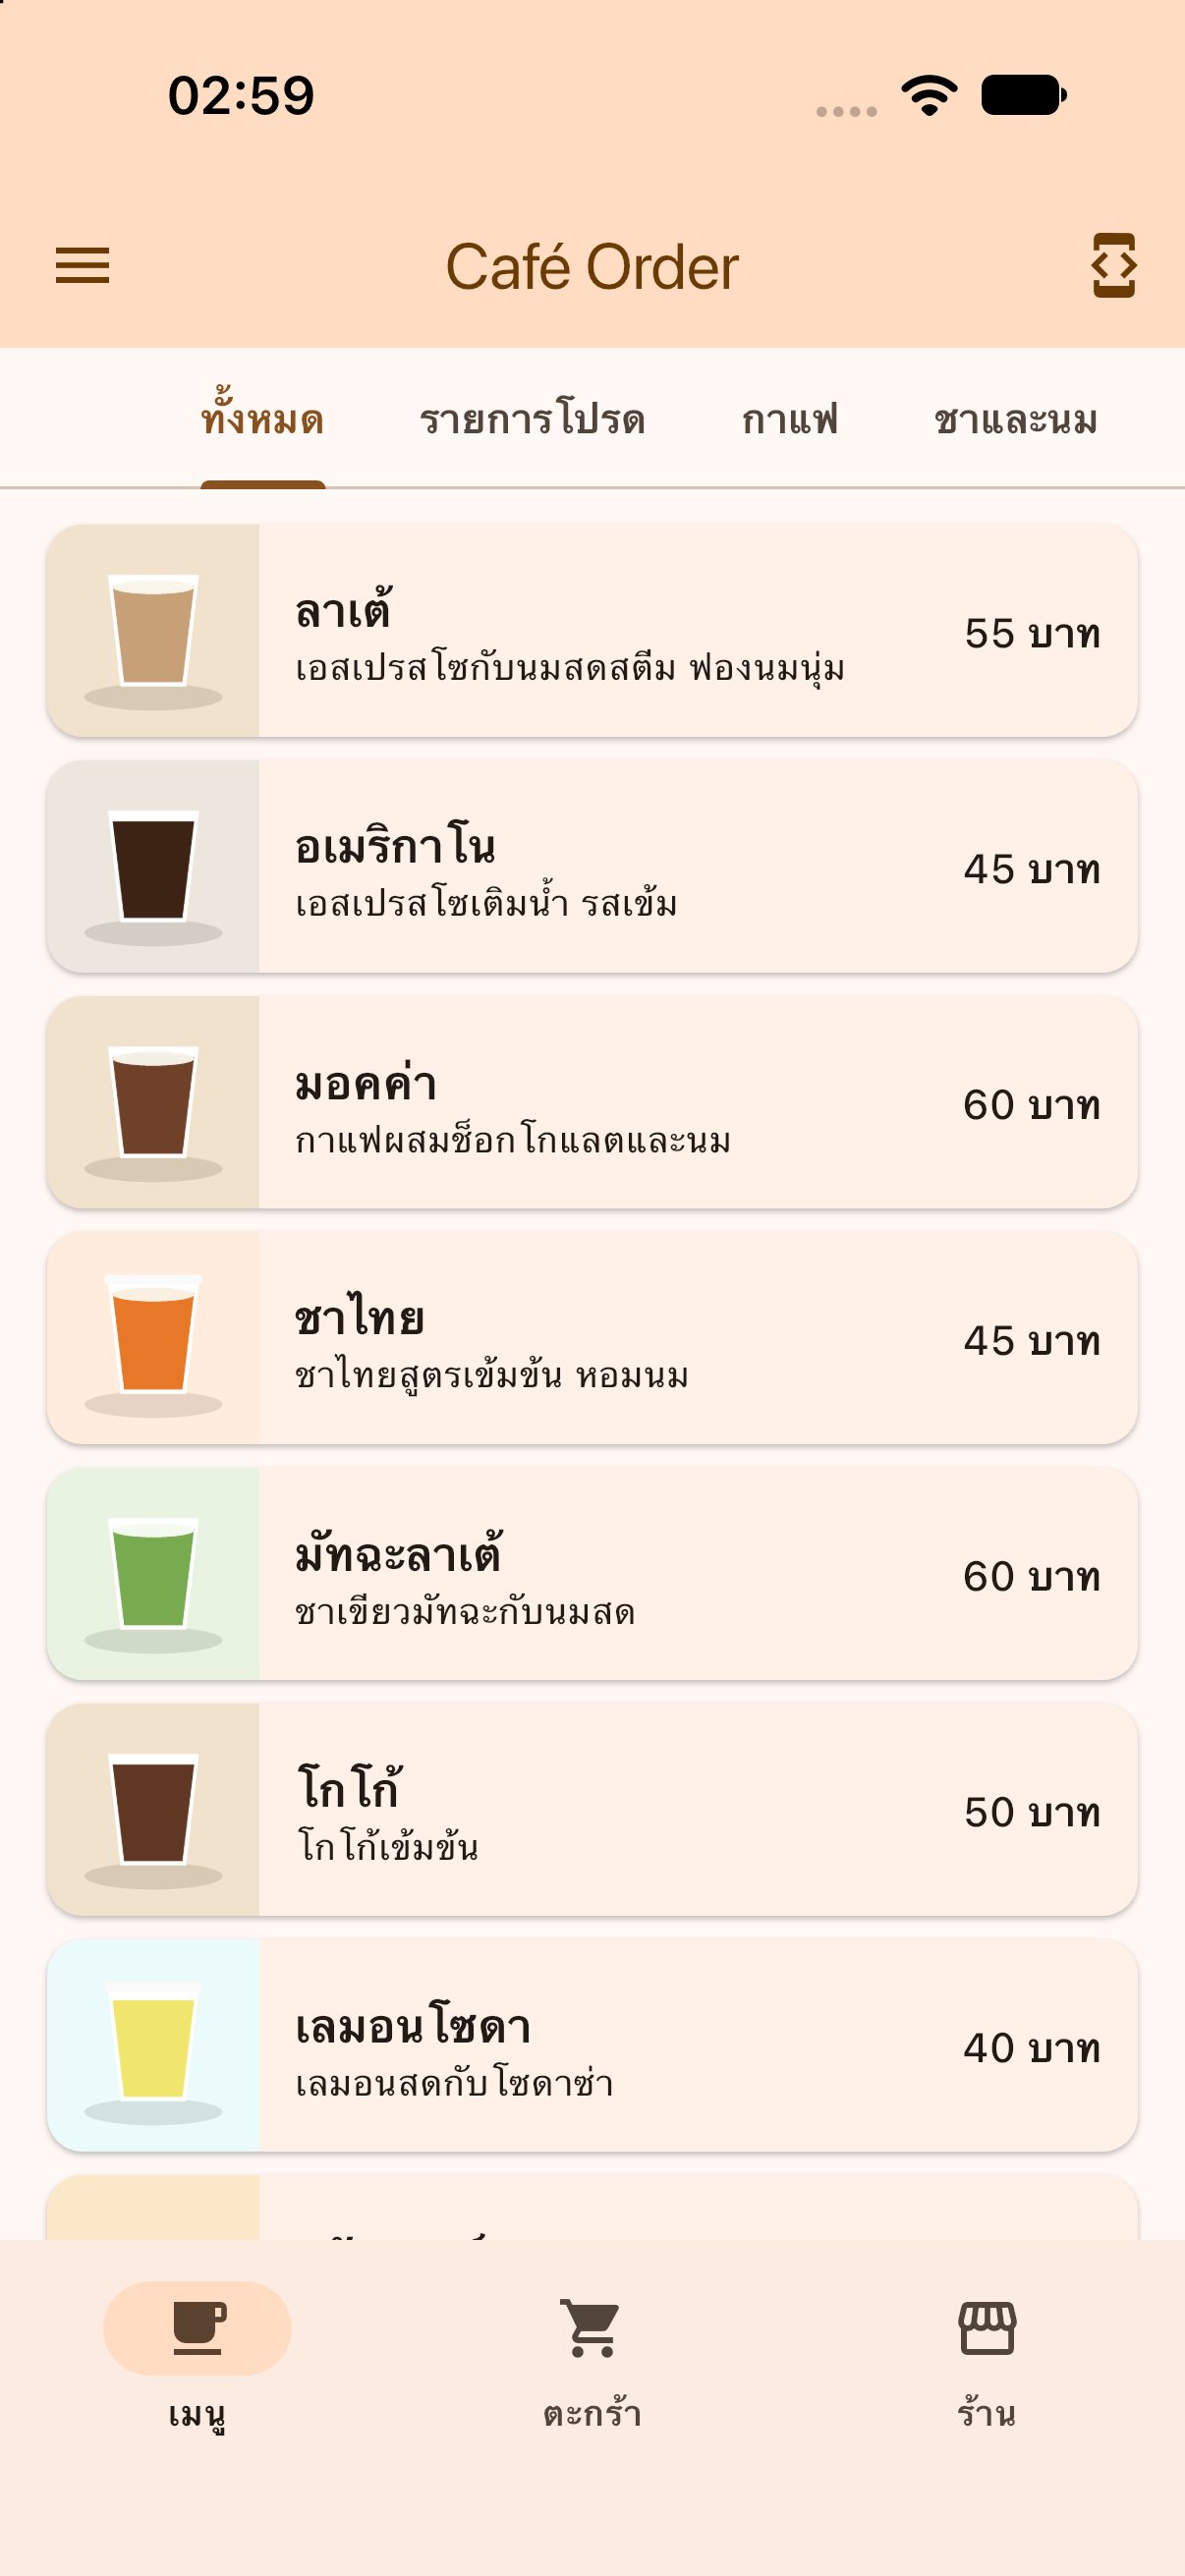 02:59
Café Order
ทั้งหมด รายการโปรด กาแฟ ชาและนม
ลาเต้
เอสเปรสโซกับนมสดสตีม ฟองนมนุ่ม
55 บาท
อเมริกาโน
เอสเปรสโซเติมน้ำ รสเข้ม
45 บาท
มอคค่า
กาแฟผสมช็อกโกแลตและนม
60 บาท
ชาไทย
ชาไทยสูตรเข้มข้น หอมนม
45 บาท
มัทฉะลาเต้
ชาเขียวมัทฉะกับนมสด
60 บาท
โกโก้
โกโก้เข้มข้น
50 บาท
เลมอนโซดา
เลมอนสดกับโซดาซ่า
40 บาท
เมนู ตะกร้า ร้าน